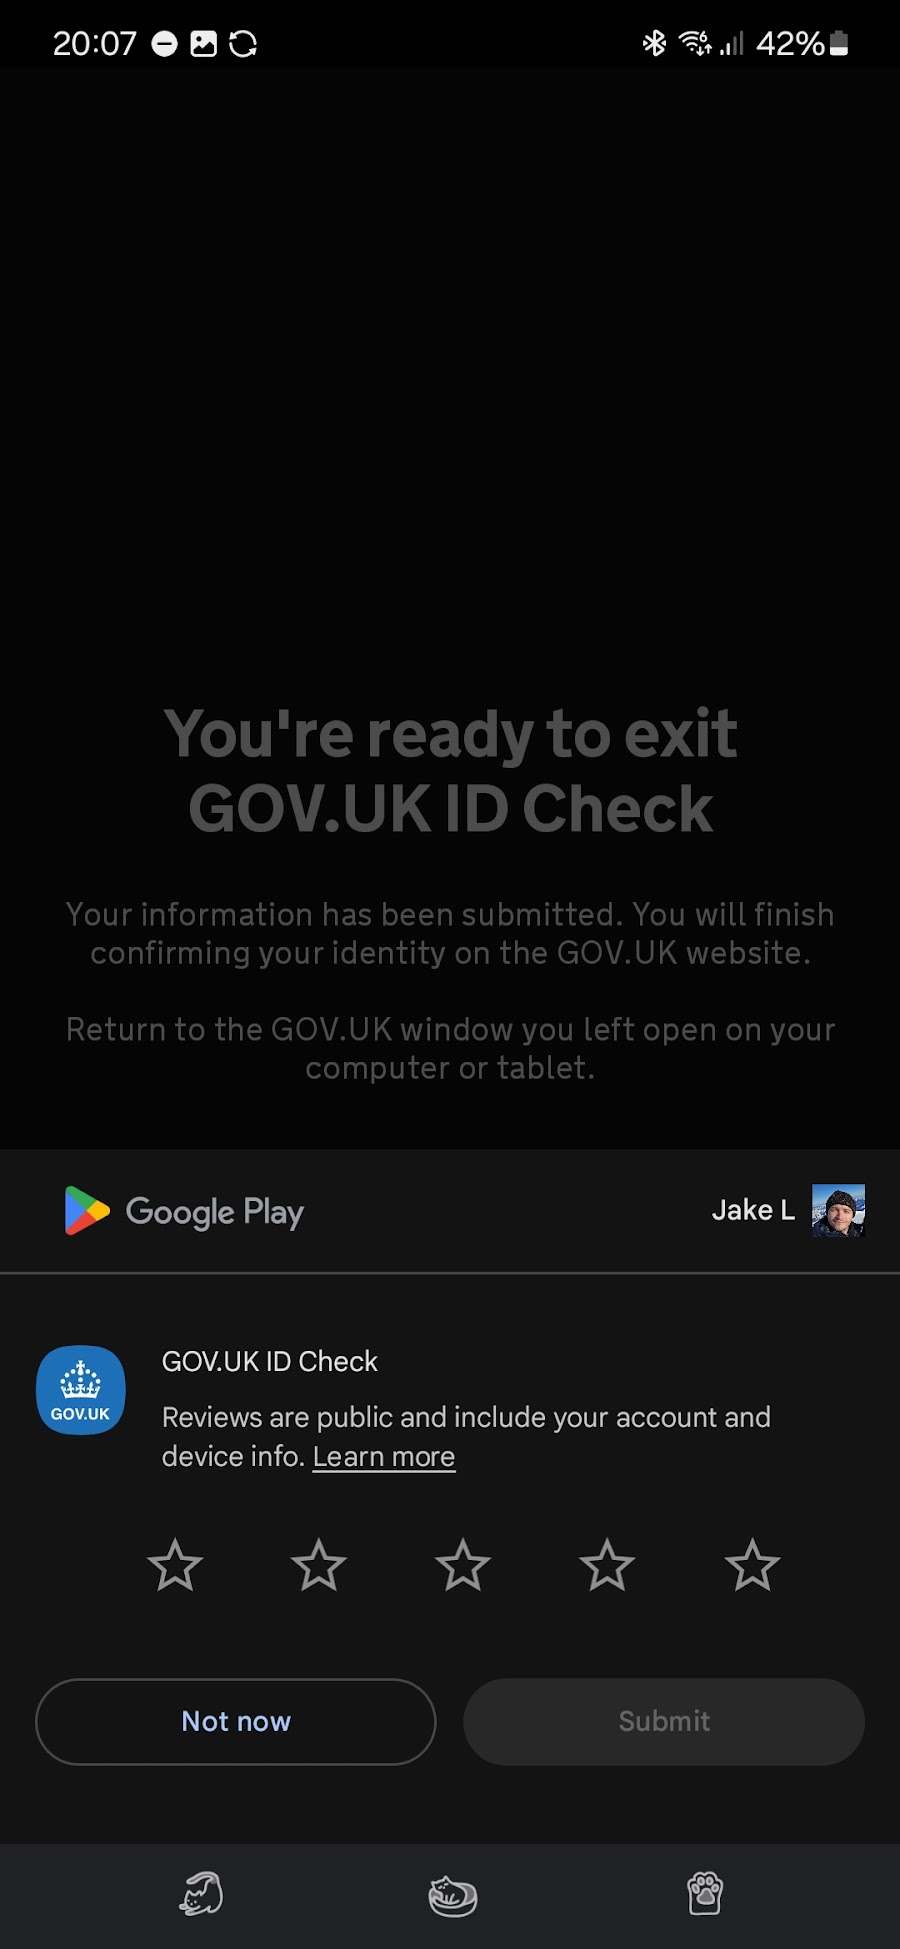 20:07 42%
You're ready to exit
GOV.UK ID Check
Your information has been submitted. You will finish
confirming your identity on the GOV.UK website.
Return to the GOV.UK window you left open on your
computer or tablet.
Google Play Jake L
GOV.UK ID Check
GOV.UK
Reviews are public and include your account and
device info. Learn more
Not now Submit